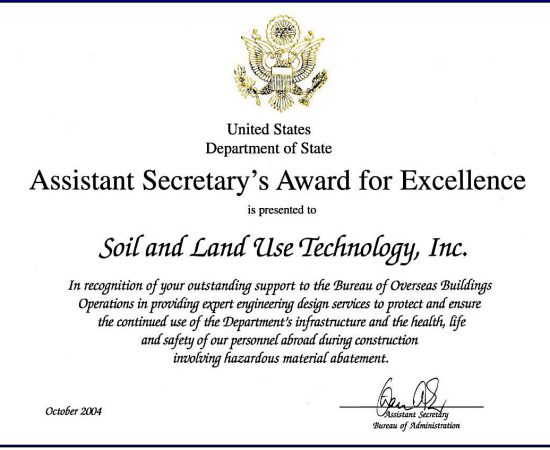 United States
Department of State
Assistant Secretary's Award for Excellence
is presented to
Soil and Land Use Technology, Inc.
In recognition of your outstanding support to the Bureau of Overseas Buildings
Operations in providing expert engineering design services to protect and ensure
the continued use of the Department's infrastructure and the health, life
and safety of our personnel abroad during construction
involving hazardous material abatement.
October 2004
Assistant Secretary
Bureau of Administration